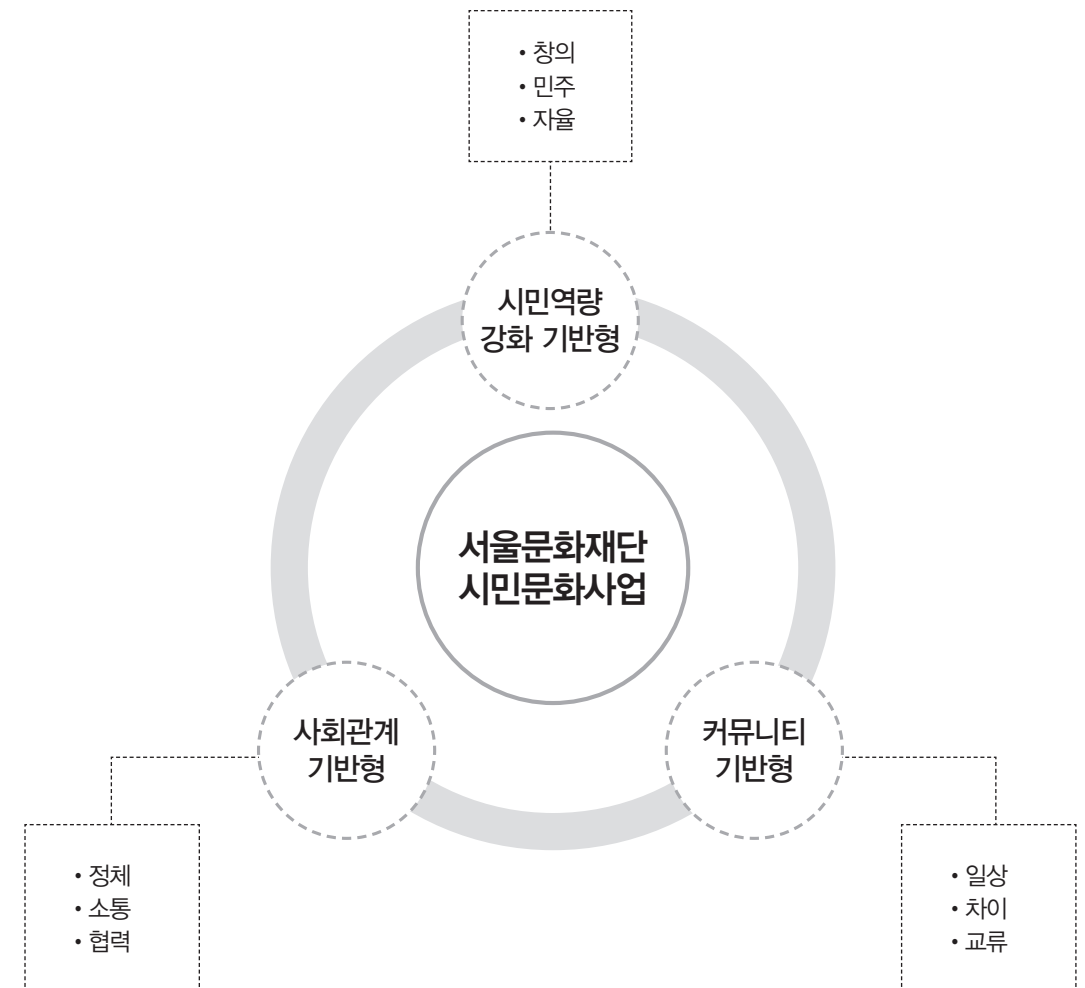 • 창의
• 민주
• 자율
시민역량
강화 기반형
서울문화재단
시민문화사업
사회관계
기반형
커뮤니티
기반형
• 정체
• 소통
• 협력
• 일상
• 차이
• 교류